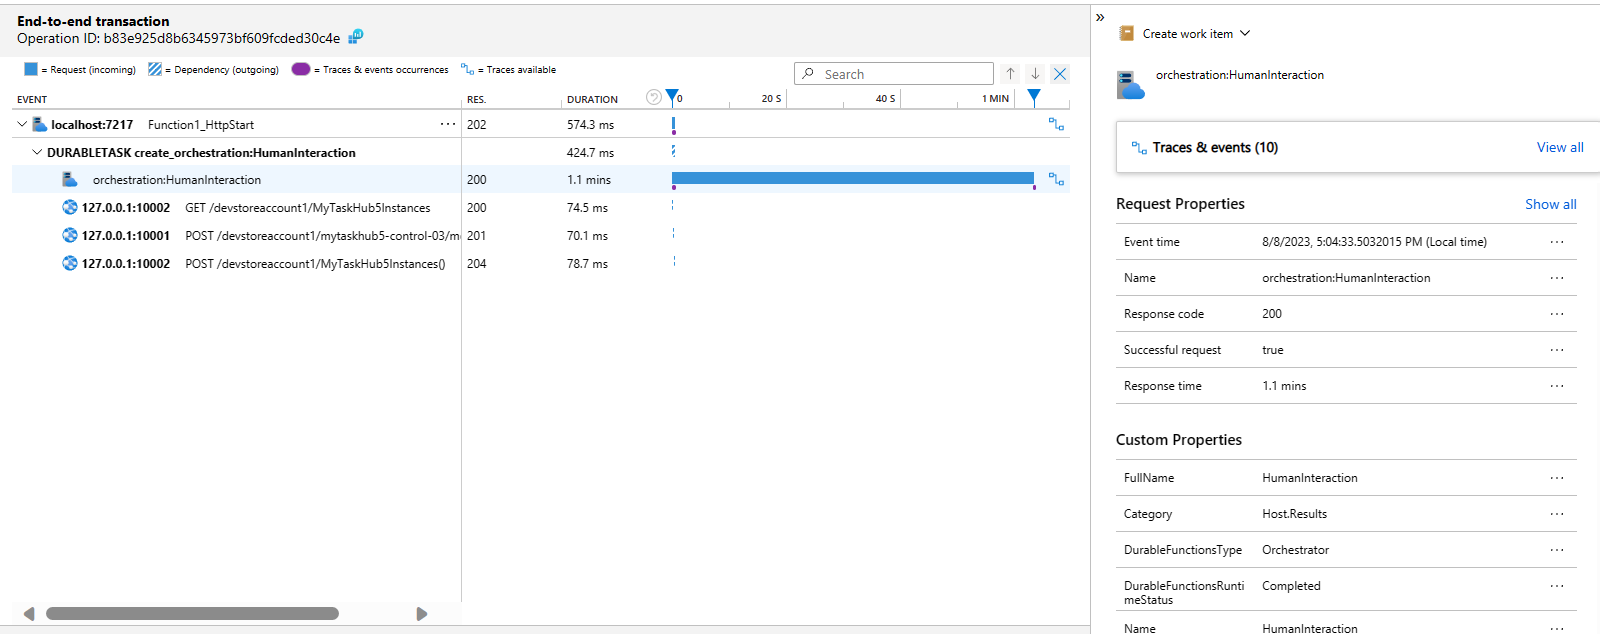 End-to-end transaction
Operation ID: b83e925d8b6345973bf609fcded30c4e
= Request (incoming) = Dependency (outgoing) = Traces & events occurrences = Traces available
Search
EVENT RES. DURATION 0 20 S 40 S 1 MIN
localhost:7217 Function1_HttpStart ... 202 574.3 ms
DURABLETASK create_orchestration:HumanInteraction 424.7 ms
orchestration:HumanInteraction 200 1.1 mins
127.0.0.1:10002 GET /devstoreaccount1/MyTaskHub5Instances 200 74.5 ms
127.0.0.1:10001 POST /devstoreaccount1/mytaskhub5-control-03/m 201 70.1 ms
127.0.0.1:10002 POST /devstoreaccount1/MyTaskHub5Instances() 204 78.7 ms
»
Create work item
orchestration:HumanInteraction
Traces & events (10) View all
Request Properties Show all
Event time 8/8/2023, 5:04:33.5032015 PM (Local time) ...
Name orchestration:HumanInteraction ...
Response code 200 ...
Successful request true ...
Response time 1.1 mins ...
Custom Properties
FullName HumanInteraction ...
Category Host.Results ...
DurableFunctionsType Orchestrator ...
DurableFunctionsRunti Completed ...
meStatus
Name HumanInteraction ...